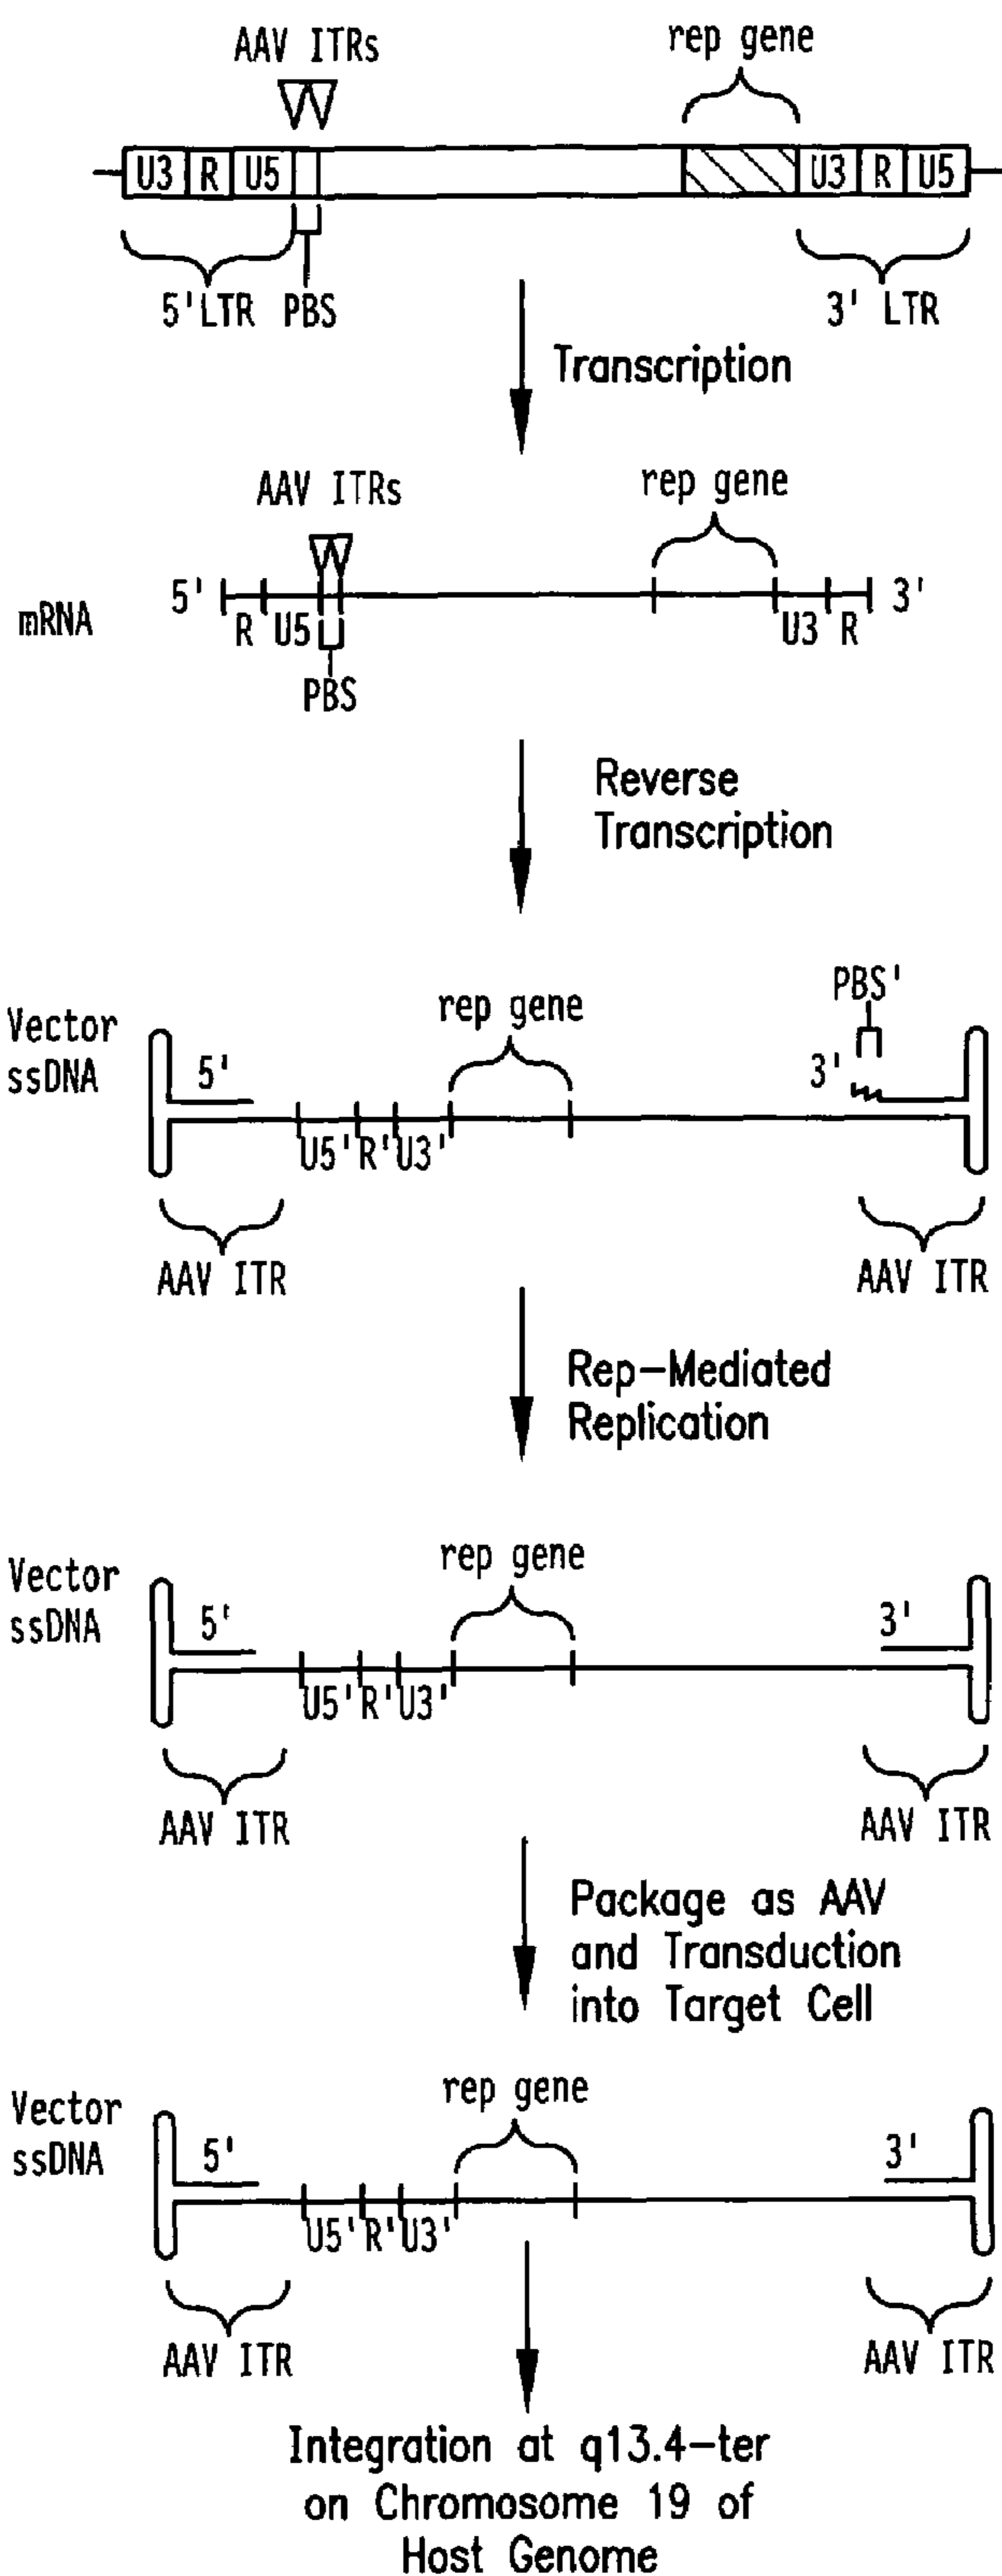 AAV ITRs
rep gene
U3 R U5 U3 R U5
5'LTR PBS 3' LTR
Transcription
AAV ITRs
rep gene
5' 3'
mRNA
R U5 U3 R
PBS
Reverse
Transcription
PBS'
rep gene
Vector
ssDNA
5' 3'
U5' R' U3'
AAV ITR AAV ITR
Rep-Mediated
Replication
rep gene
Vector
ssDNA
5' 3'
U5' R' U3'
AAV ITR AAV ITR
Package as AAV
and Transduction
into Target Cell
rep gene
Vector
ssDNA
5' 3'
U5' R' U3'
AAV ITR AAV ITR
Integration at q13.4-ter
on Chromosome 19 of
Host Genome